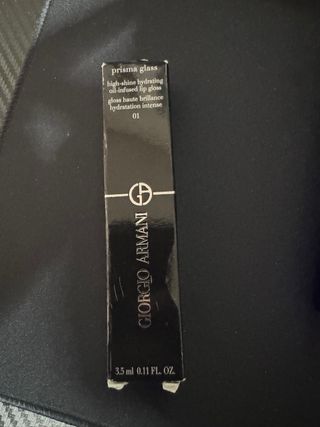 prisma glass
high-shine hydrating
oil-infused lip gloss
gloss haute brillance
hydratation intense
01
GIORGIO ARMANI
3.5 ml 0.11 FL. OZ.